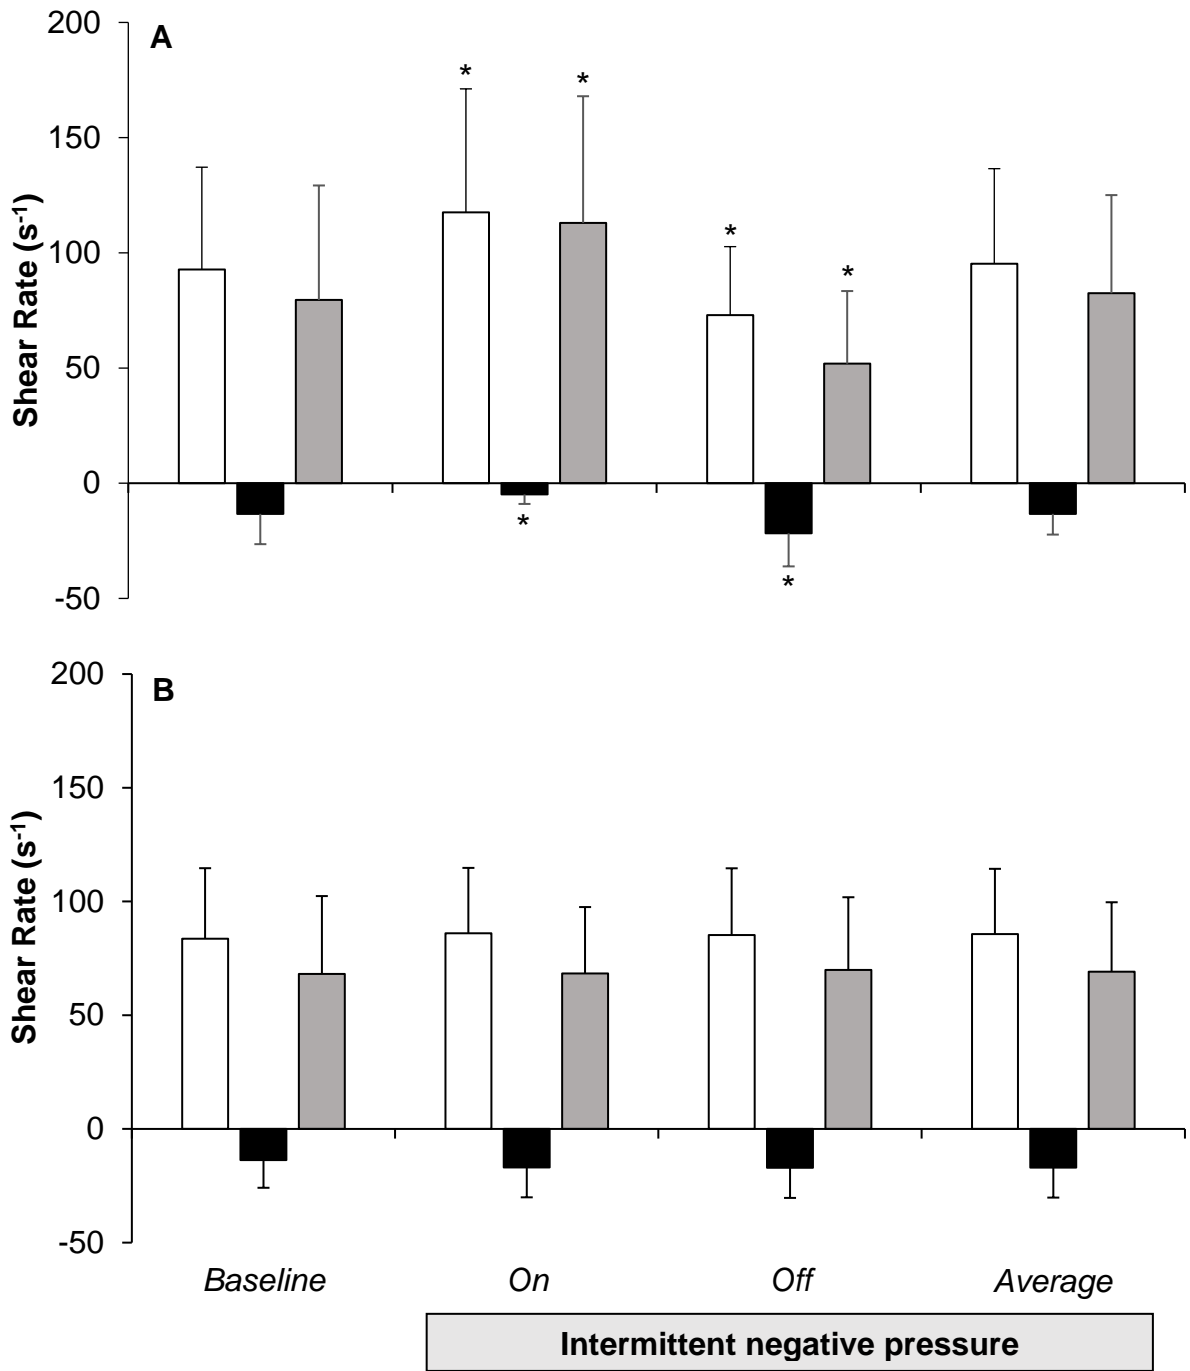 A
200
150
100
50
0
-50
Shear Rate (s⁻¹)
* *
* *
*
*
B
200
150
100
50
0
-50
Shear Rate (s⁻¹)
Baseline On Off Average
Intermittent negative pressure